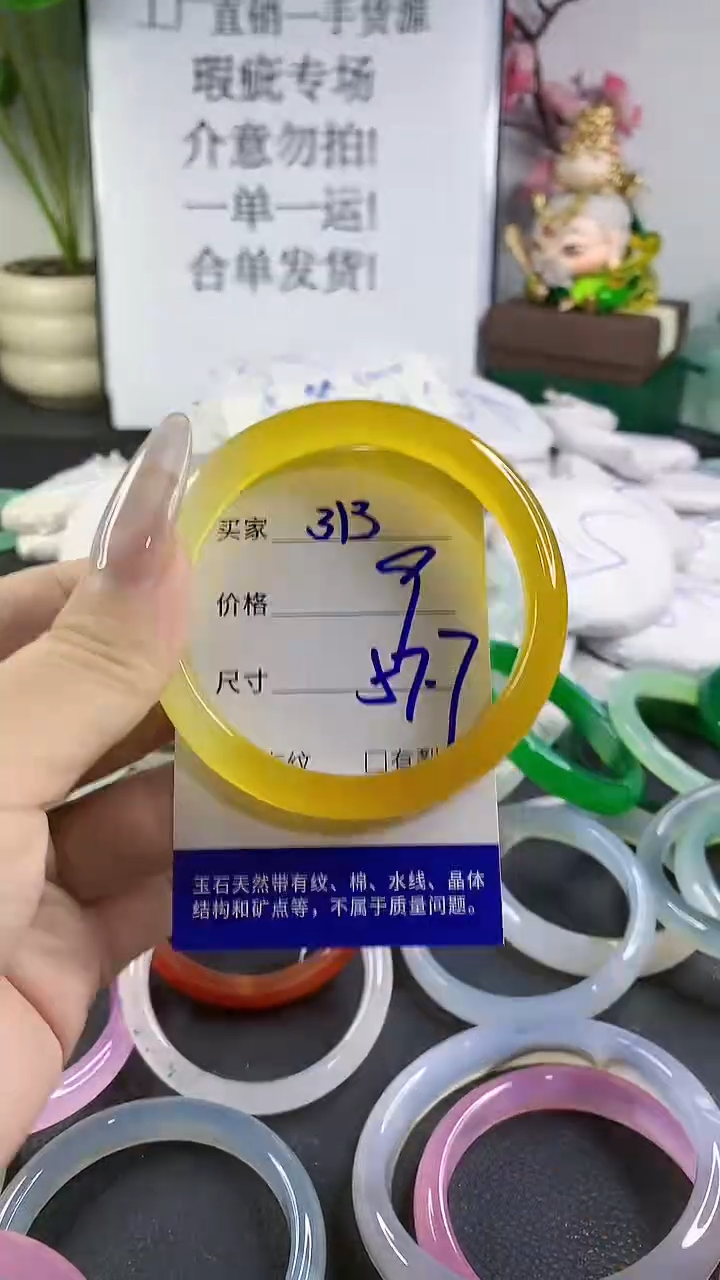 工厂直销一手货源
瑕疵专场
介意勿拍!
一单一运!
合单发货!
买家 313
价格 9
尺寸 57.7
纹 □有裂
玉石天然带有纹、棉、水线、晶体
结构和矿点等，不属于质量问题。